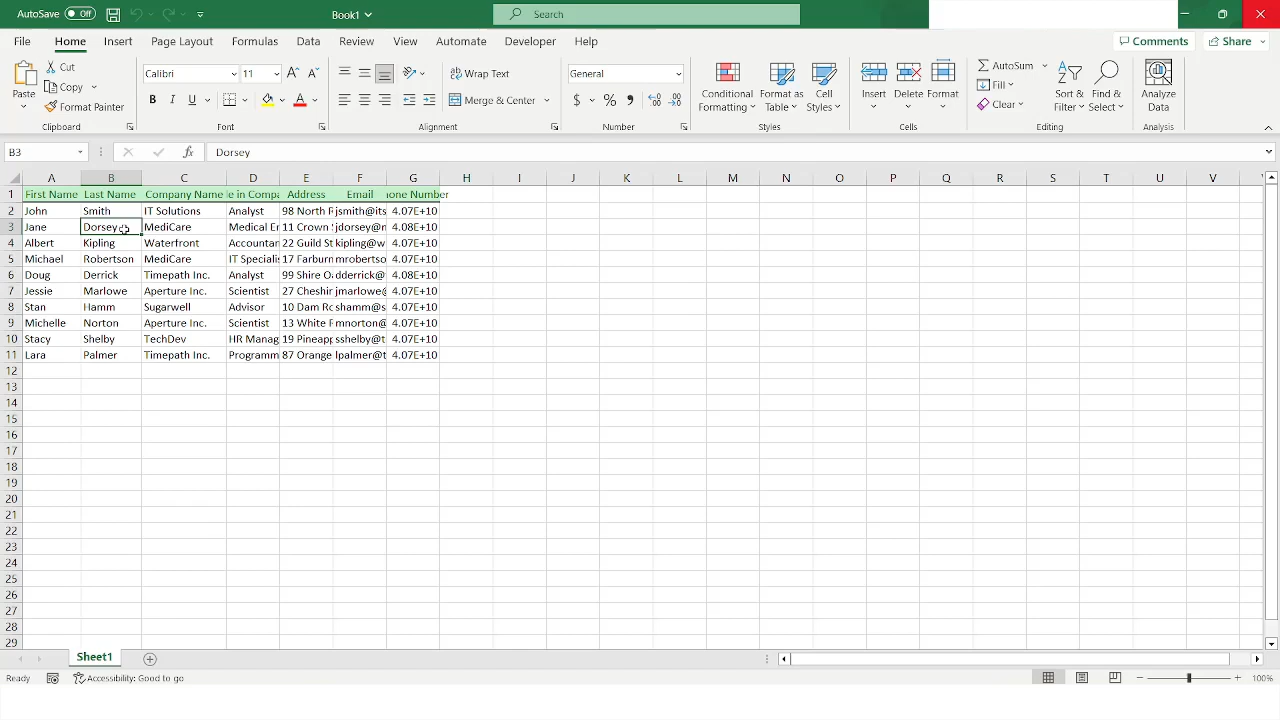 AutoSave Off Book1 Search
File Home Insert Page Layout Formulas Data Review View Automate Developer Help Comments Share
Cut
Copy
Format Painter
Paste
Clipboard
Calibri 11
B I U
Font
Wrap Text
Merge & Center
Alignment
General
$ % 9
Number
Conditional Formatting
Format as Table
Cell Styles
Styles
Insert Delete Format
Cells
AutoSum
Fill
Clear
Sort & Filter
Find & Select
Editing
Analyze Data
Analysis
B3 fx Dorsey
A B C D E F G H I J K L M N O P Q R S T U V
1 First Name Last Name Company Name e in Compa Address Email one Number
2 John Smith IT Solutions Analyst 98 North F jsmith@its 4.07E+10
3 Jane Dorsey MediCare Medical En 11 Crown jdorsey@m 4.08E+10
4 Albert Kipling Waterfront Accountan 22 Guild St kipling@w 4.07E+10
5 Michael Robertson MediCare IT Specialis 17 Farburn mrobertso 4.07E+10
6 Doug Derrick Timepath Inc. Analyst 99 Shire O dderrick@ 4.08E+10
7 Jessie Marlowe Aperture Inc. Scientist 27 Cheshir jmarlowe@ 4.07E+10
8 Stan Hamm Sugarwell Advisor 10 Dam Ro shamm@s 4.07E+10
9 Michelle Norton Aperture Inc. Scientist 13 White F mnorton@ 4.07E+10
10 Stacy Shelby TechDev HR Manag 19 Pineapp sshelby@t 4.07E+10
11 Lara Palmer Timepath Inc. Programm 87 Orange lpalmer@t 4.07E+10
12
13
14
15
16
17
18
19
20
21
22
23
24
25
26
27
28
29
Sheet1
Ready Accessibility: Good to go 100%